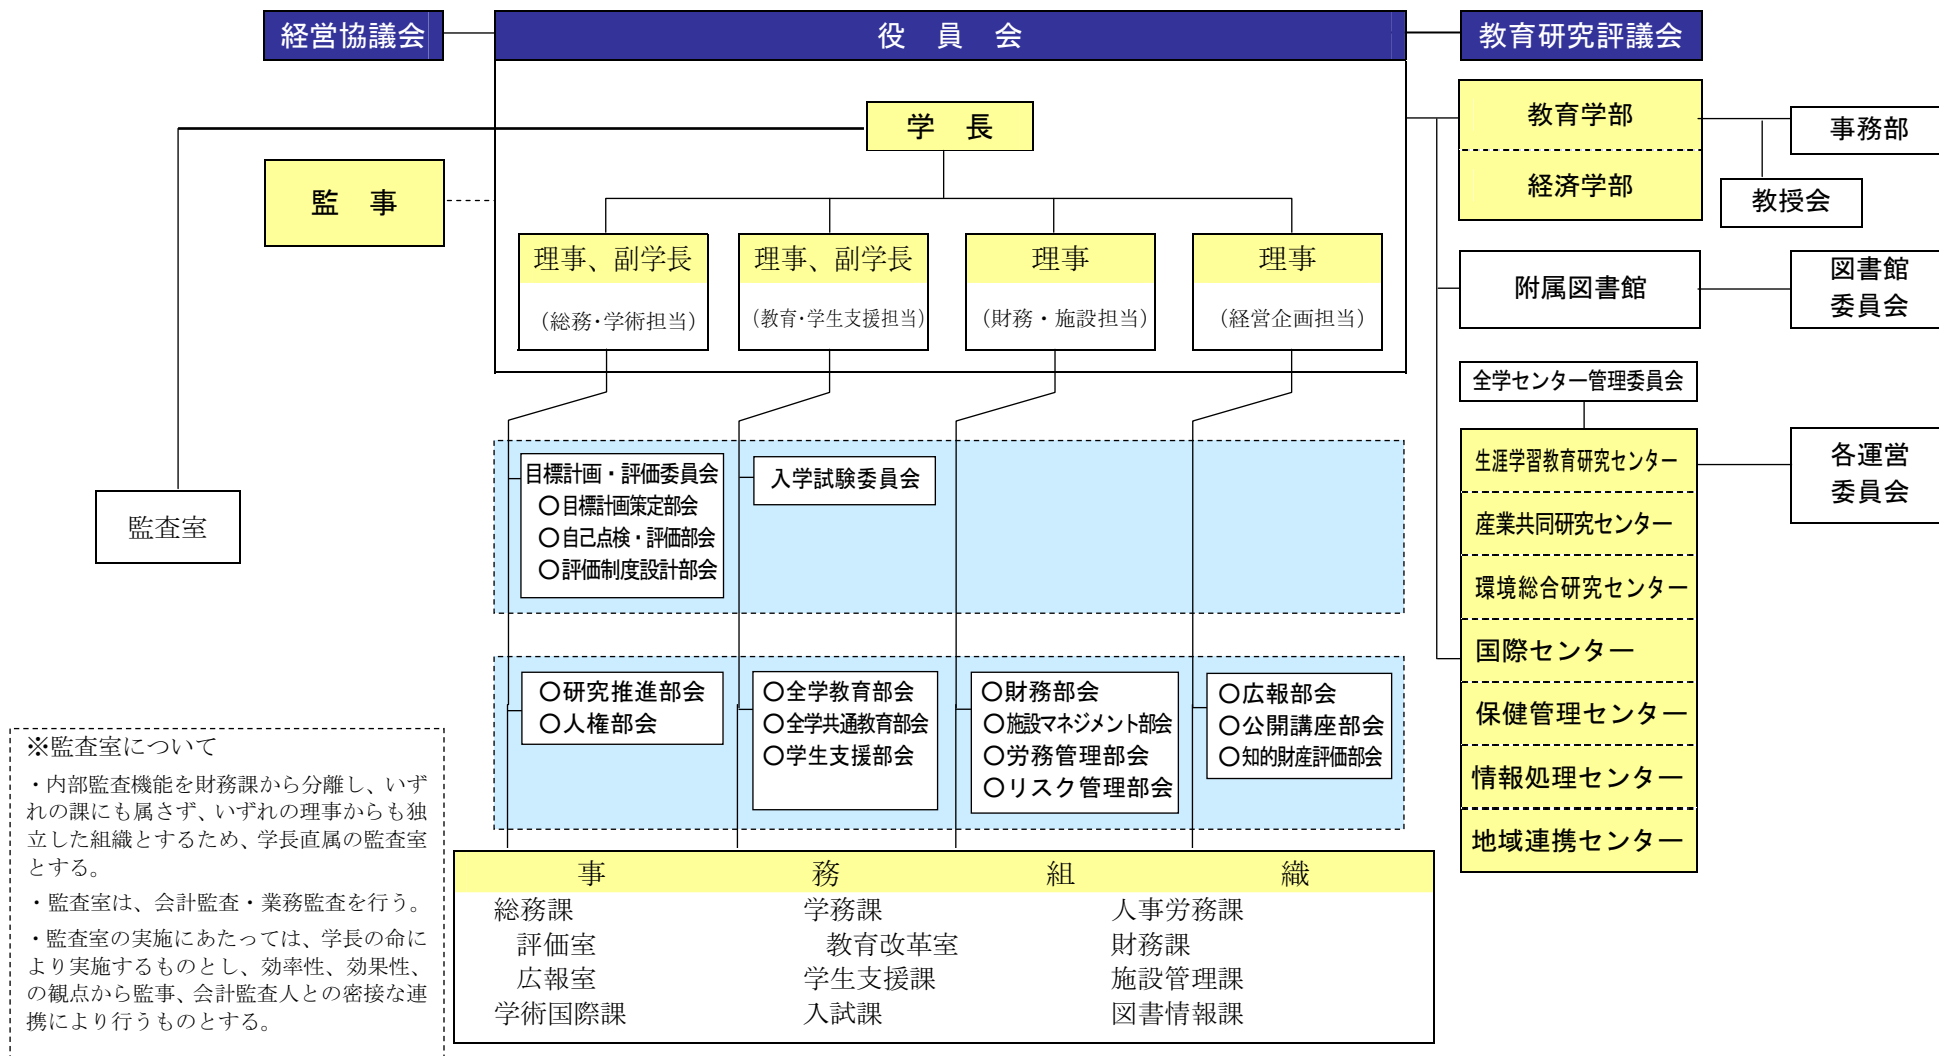 経営協議会
役 員 会
教育研究評議会
学 長
監 事
教育学部
経済学部
事務部
教授会
理事、副学長
(総務・学術担当)
理事、副学長
(教育・学生支援担当)
理事
(財務・施設担当)
理事
(経営企画担当)
附属図書館
図書館
委員会
全学センター管理委員会
生涯学習教育研究センター
産業共同研究センター
環境総合研究センター
国際センター
保健管理センター
情報処理センター
地域連携センター
各運営
委員会
監査室
目標計画・評価委員会
○目標計画策定部会
○自己点検・評価部会
○評価制度設計部会
入学試験委員会
○研究推進部会
○人権部会
○全学教育部会
○全学共通教育部会
○学生支援部会
○財務部会
○施設マネジメント部会
○労務管理部会
○リスク管理部会
○広報部会
○公開講座部会
○知的財産評価部会
※監査室について
・内部監査機能を財務課から分離し、いず
れの課にも属さず、いずれの理事からも独
立した組織とするため、学長直属の監査室
とする。
・監査室は、会計監査・業務監査を行う。
・監査室の実施にあたっては、学長の命に
より実施するものとし、効率性、効果性、
の観点から監事、会計監査人との密接な連
携により行うものとする。
事 務 組 織
総務課
評価室
広報室
学術国際課
学務課
教育改革室
学生支援課
入試課
人事労務課
財務課
施設管理課
図書情報課